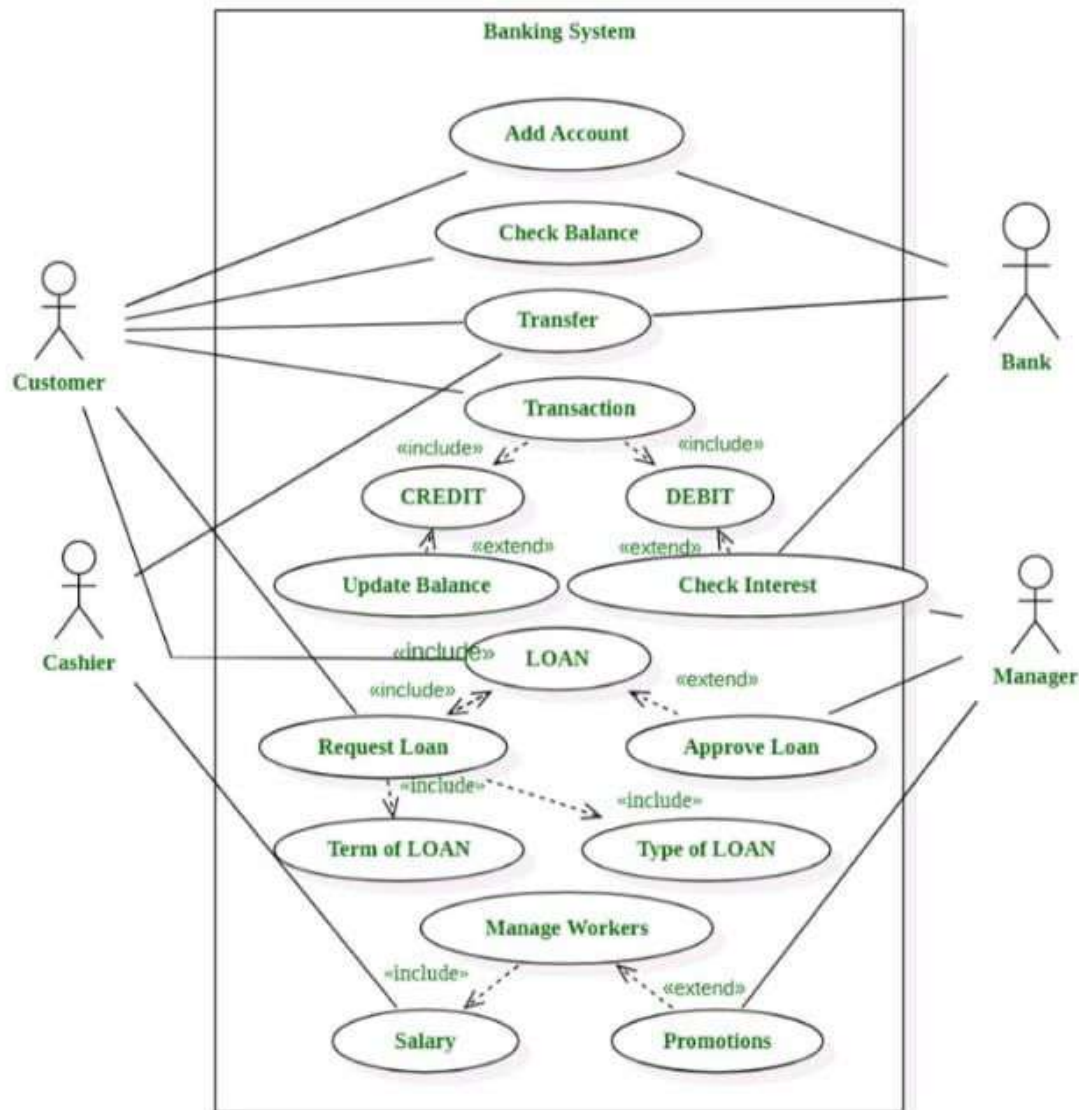 Banking System
Add Account
Check Balance
Transfer
Customer
Bank
Transaction
«include»
«include»
CREDIT
DEBIT
«extend»
«extend»
Update Balance
Check Interest
Cashier
«include»
LOAN
Manager
«include»
«extend»
Request Loan
Approve Loan
«include»
«include»
Term of LOAN
Type of LOAN
Manage Workers
«include»
«extend»
Salary
Promotions